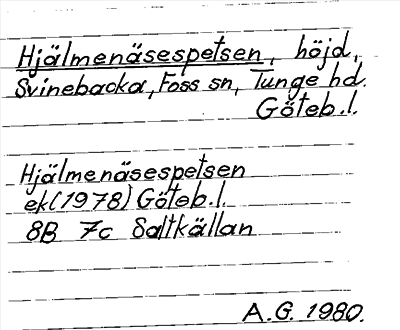 Hjälmenäsespetsen, höjd,
Svinebacka, Foss sn, Tunge hd.
Göteb.l.
Hjälmenäsespetsen
ek(1978) Göteb.l.
8B 7c Saltkällan
A.G. 1980.